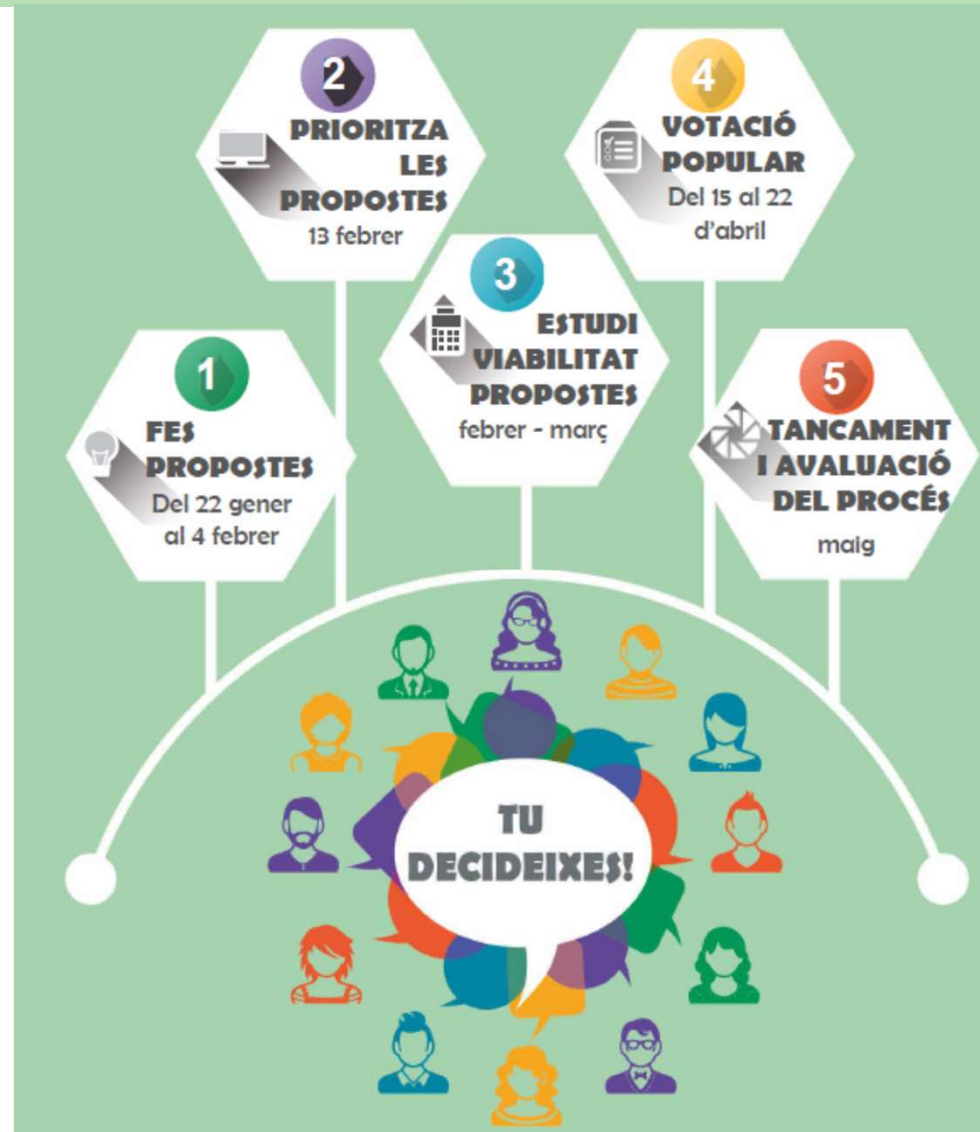 1
FES
PROPOSTES
Del 22 gener
al 4 febrer
2
PRIORITZA
LES
PROPOSTES
13 febrer
3
ESTUDI
VIABILITAT
PROPOSTES
febrer - març
4
VOTACIÓ
POPULAR
Del 15 al 22
d'abril
5
TANCAMENT
I AVALUACIÓ
DEL PROCÉS
maig
TU
DECIDEIXES!